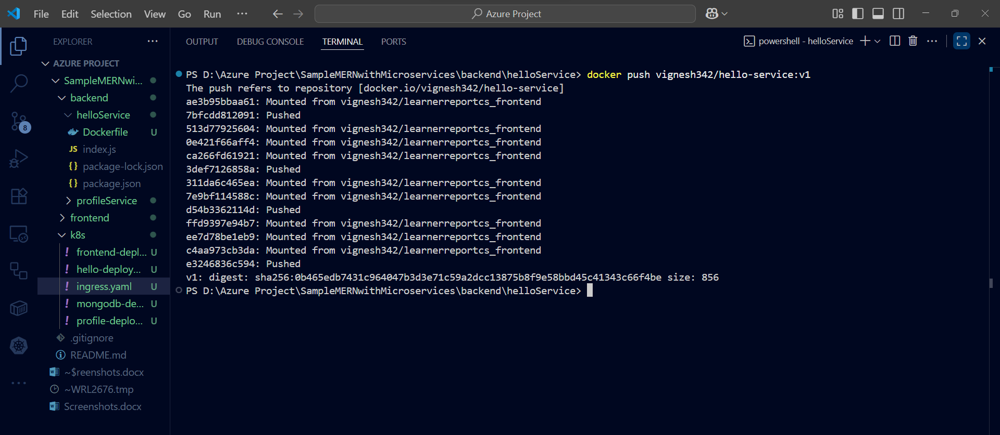 File Edit Selection View Go Run ···
Azure Project
EXPLORER ···
AZURE PROJECT
SampleMERNwi...
backend
helloService
Dockerfile U
JS index.js
{} package-lock.json
{} package.json
profileService
frontend
k8s
! frontend-depl... U
! hello-deploy... U
! ingress.yaml U
! mongodb-de... U
! profile-deplo... U
.gitignore
README.md
~$reenshots.docx
~WRL2676.tmp
Screenshots.docx
8
OUTPUT DEBUG CONSOLE TERMINAL PORTS
powershell - helloService
PS D:\Azure Project\SampleMERNwithMicroservices\backend\helloService> docker push vignesh342/hello-service:v1
The push refers to repository [docker.io/vignesh342/hello-service]
ae3b95bbaa61: Mounted from vignesh342/learnerreportcs_frontend
7bfcdd812091: Pushed
513d77925604: Mounted from vignesh342/learnerreportcs_frontend
0e421f66aff4: Mounted from vignesh342/learnerreportcs_frontend
ca266fd61921: Mounted from vignesh342/learnerreportcs_frontend
3def7126858a: Pushed
311da6c465ea: Mounted from vignesh342/learnerreportcs_frontend
7e9bf114588c: Mounted from vignesh342/learnerreportcs_frontend
d54b3362114d: Pushed
ffd9397e94b7: Mounted from vignesh342/learnerreportcs_frontend
ee7d78be1eb9: Mounted from vignesh342/learnerreportcs_frontend
c4aa973cb3da: Mounted from vignesh342/learnerreportcs_frontend
e3246836c594: Pushed
v1: digest: sha256:0b465edb7431c964047b3d3e71c59a2dcc13875b8f9e58bbd45c41343c66f4be size: 856
PS D:\Azure Project\SampleMERNwithMicroservices\backend\helloService>